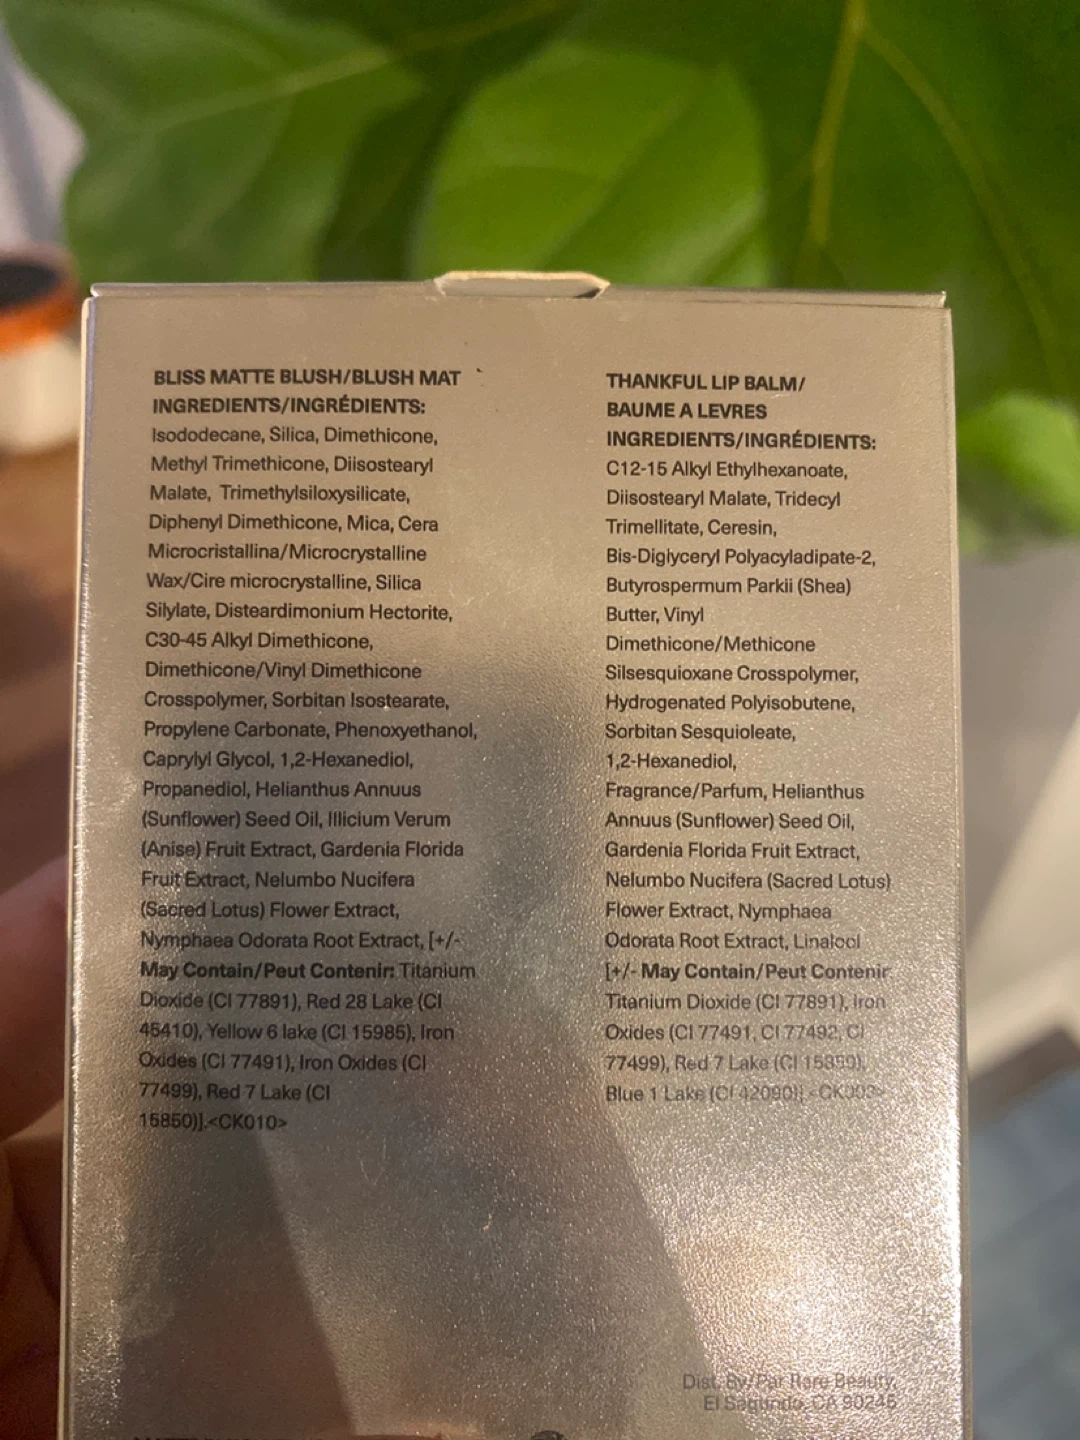 BLISS MATTE BLUSH/BLUSH MAT
INGREDIENTS/INGRÉDIENTS:
Isododecane, Silica, Dimethicone,
Methyl Trimethicone, Diisostearyl
Malate, Trimethylsiloxysilicate,
Diphenyl Dimethicone, Mica, Cera
Microcristallina/Microcrystalline
Wax/Cire microcrystalline, Silica
Silylate, Disteardimonium Hectorite,
C30-45 Alkyl Dimethicone,
Dimethicone/Vinyl Dimethicone
Crosspolymer, Sorbitan Isostearate,
Propylene Carbonate, Phenoxyethanol,
Caprylyl Glycol, 1,2-Hexanediol,
Propanediol, Helianthus Annuus
(Sunflower) Seed Oil, Illicium Verum
(Anise) Fruit Extract, Gardenia Florida
Fruit Extract, Nelumbo Nucifera
(Sacred Lotus) Flower Extract,
Nymphaea Odorata Root Extract, [+/-
May Contain/Peut Contenir: Titanium
Dioxide (CI 77891), Red 28 Lake (CI
45410), Yellow 6 lake (CI 15985), Iron
Oxides (CI 77491), Iron Oxides (CI
77499), Red 7 Lake (CI
15850)].<CK010>
THANKFUL LIP BALM/
BAUME A LEVRES
INGREDIENTS/INGRÉDIENTS:
C12-15 Alkyl Ethylhexanoate,
Diisostearyl Malate, Tridecyl
Trimellitate, Ceresin,
Bis-Diglyceryl Polyacyladipate-2,
Butyrospermum Parkii (Shea)
Butter, Vinyl
Dimethicone/Methicone
Silsesquioxane Crosspolymer,
Hydrogenated Polyisobutene,
Sorbitan Sesquioleate,
1,2-Hexanediol,
Fragrance/Parfum, Helianthus
Annuus (Sunflower) Seed Oil,
Gardenia Florida Fruit Extract,
Nelumbo Nucifera (Sacred Lotus)
Flower Extract, Nymphaea
Odorata Root Extract, Linalool
[+/- May Contain/Peut Contenir:
Titanium Dioxide (CI 77891), Iron
Oxides (CI 77491, CI 77492, CI
77499), Red 7 Lake (CI 15850),
Blue 1 Lake (CI 42090)].<CK003>
Dist. By/Par Rare Beauty,
El Segundo, CA 90245